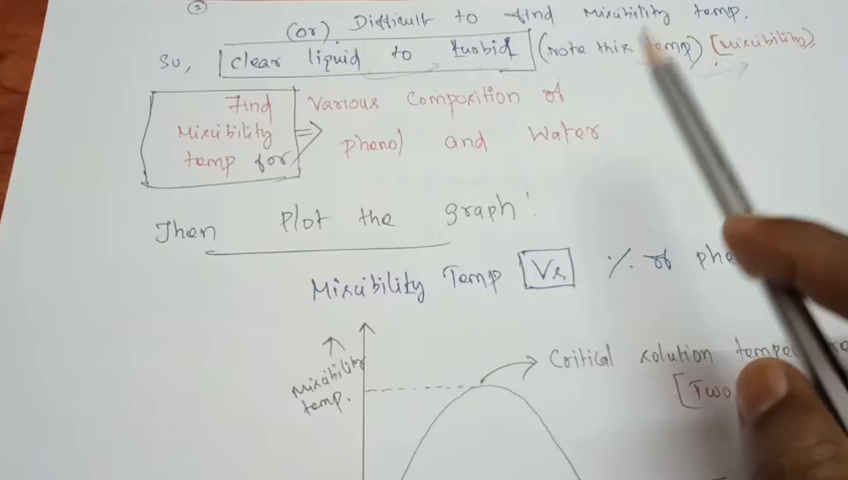 (or) Difficult to find Miscibility temp.
So, clear liquid to turbid (note this temp) [Miscibility]
Find Miscibility temp for
Various Composition of
phenol and Water
Then Plot the graph
Miscibility Temp Vs % of
Miscibility temp.
Critical solution
[Two